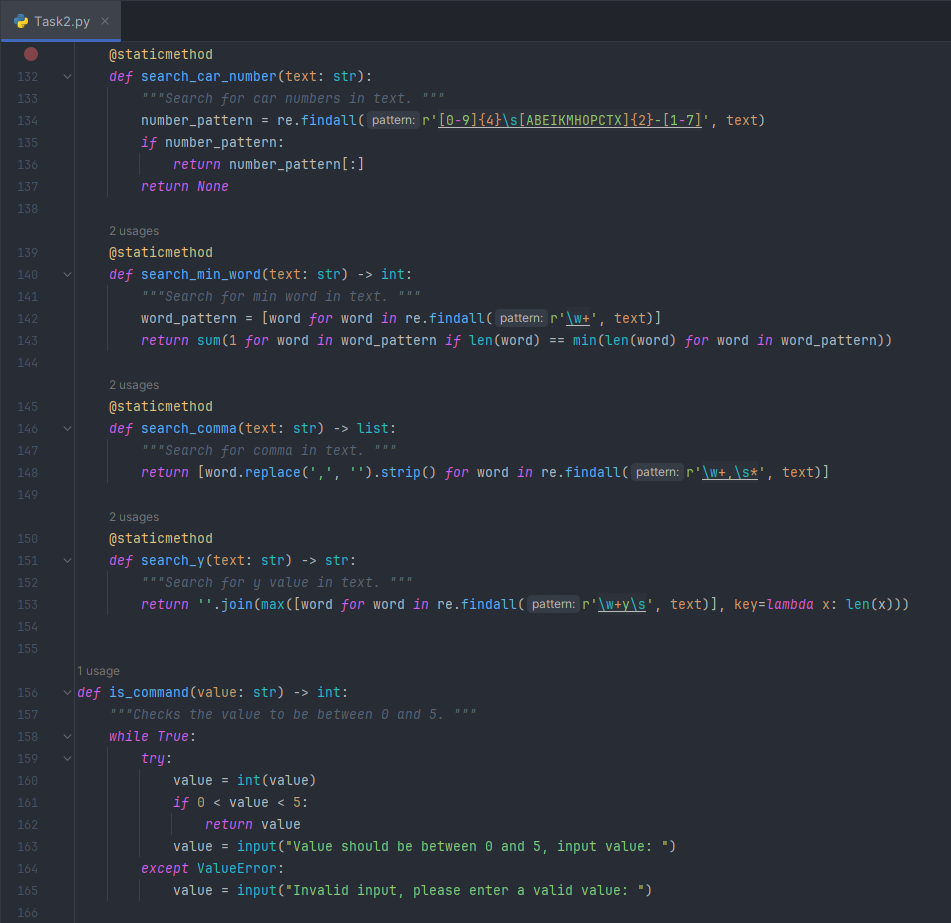 Task2.py
@staticmethod
132 def search_car_number(text: str):
133 """Search for car numbers in text. """
134 number_pattern = re.findall( pattern: r'[0-9]{4}\s[ABEIKMHOPCTX]{2}-[1-7]', text)
135 if number_pattern:
136 return number_pattern[:]
137 return None
138
2 usages
139 @staticmethod
140 def search_min_word(text: str) -> int:
141 """Search for min word in text. """
142 word_pattern = [word for word in re.findall( pattern: r'\w+', text)]
143 return sum(1 for word in word_pattern if len(word) == min(len(word) for word in word_pattern))
144
2 usages
145 @staticmethod
146 def search_comma(text: str) -> list:
147 """Search for comma in text. """
148 return [word.replace(',', '').strip() for word in re.findall( pattern: r'\w+,\s*', text)]
149
2 usages
150 @staticmethod
151 def search_y(text: str) -> str:
152 """Search for y value in text. """
153 return ''.join(max([word for word in re.findall( pattern: r'\w+y\s', text)], key=lambda x: len(x)))
154
155
1 usage
156 def is_command(value: str) -> int:
157 """Checks the value to be between 0 and 5. """
158 while True:
159 try:
160 value = int(value)
161 if 0 < value < 5:
162 return value
163 value = input("Value should be between 0 and 5, input value: ")
164 except ValueError:
165 value = input("Invalid input, please enter a valid value: ")
166